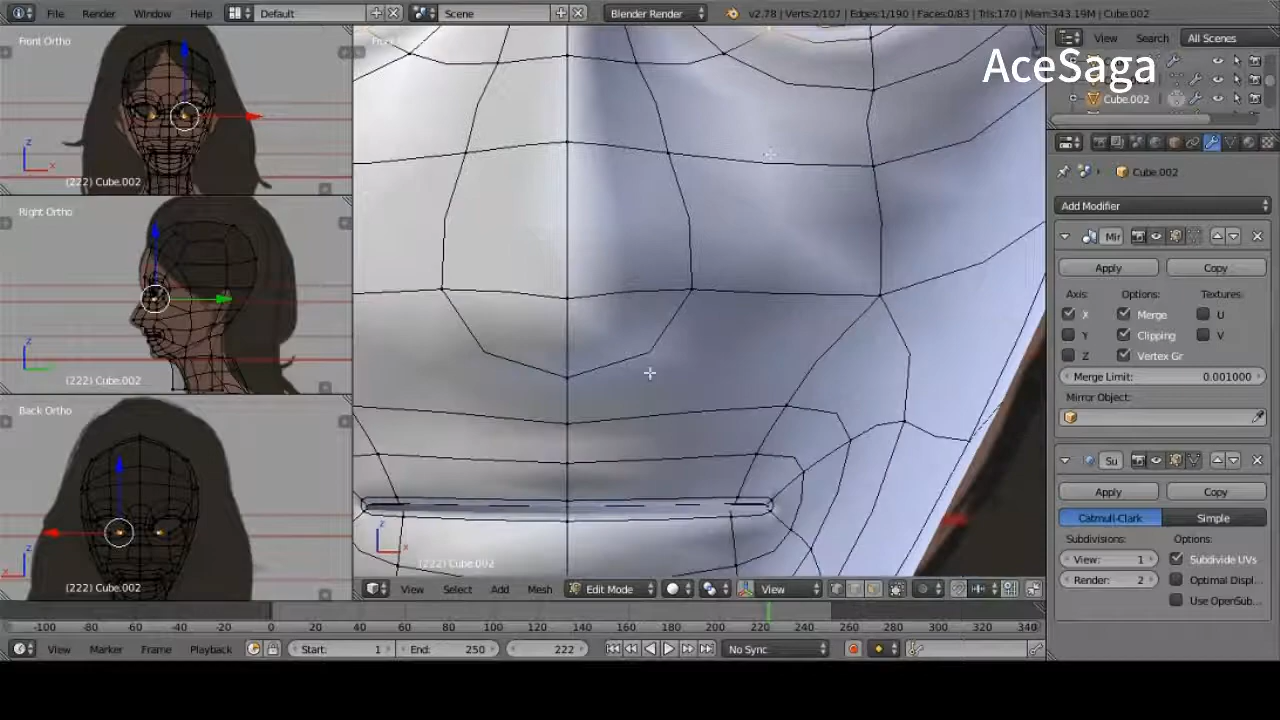 File Render Window Help Default Scene Blender Render v2.78 | Verts:2/107 | Edges:1/190 | Faces:0/83 | Tris:170 | Mem:343.19M | Cube.002
Front Ortho
View Search All Scenes
AceSaga
Cube.002
(222) Cube.002
Right Ortho
(222) Cube.002
Back Ortho
(222) Cube.002
(222) Cube.002
Cube.002
Add Modifier
Mir
Apply Copy
Axis: Options: Textures:
X Merge U
Y Clipping V
Z Vertex Gr
Merge Limit: 0.001000
Mirror Object:
Su
Apply Copy
Catmull-Clark Simple
Subdivisions: Options:
View: 1 Subdivide UVs
Render: 2 Optimal Displ...
Use OpenSub...
View Select Add Mesh Edit Mode View
-100 -80 -60 -40 -20 0 20 40 60 80 100 120 140 160 180 200 220 240 260 280 300 320 340
View Marker Frame Playback Start: 1 End: 250 222 No Sync